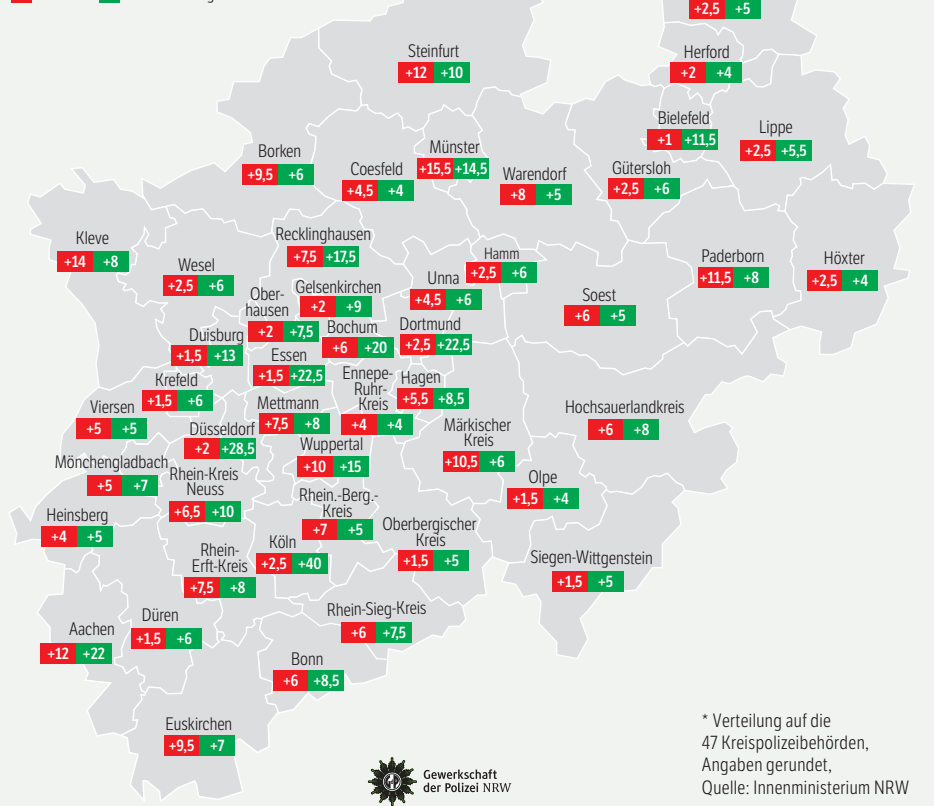 +2,5 +5
Steinfurt
+12 +10
Herford
+2 +4
Bielefeld
+1 +11,5
Lippe
+2,5 +5,5
Borken
+9,5 +6
Coesfeld
+4,5 +4
Münster
+15,5 +14,5
Warendorf
+8 +5
Gütersloh
+2,5 +6
Kleve
+14 +8
Wesel
+2,5 +6
Recklinghausen
+7,5 +17,5
Hamm
+2,5 +6
Unna
+4,5 +6
Soest
+6 +5
Paderborn
+11,5 +8
Höxter
+2,5 +4
Gelsenkirchen
+2 +9
Ober-
hausen
+2 +7,5
Bochum
+6 +20
Dortmund
+2,5 +22,5
Duisburg
+1,5 +13
Essen
+1,5 +22,5
Krefeld
+1,5 +6
Ennepe-
Ruhr-
Kreis
+4 +4
Hagen
+5,5 +8,5
Viersen
+5 +5
Mettmann
+7,5 +8
Düsseldorf
+2 +28,5
Wuppertal
+10 +15
Märkischer
Kreis
+10,5 +6
Hochsauerlandkreis
+6 +8
Mönchengladbach
+5 +7
Rhein-Kreis
Neuss
+6,5 +10
Olpe
+1,5 +4
Heinsberg
+4 +5
Rhein.-Berg.-
Kreis
+7 +5
Oberbergischer
Kreis
+1,5 +5
Köln
+2,5 +40
Rhein-
Erft-Kreis
+7,5 +8
Siegen-Wittgenstein
+1,5 +5
Aachen
+12 +22
Düren
+1,5 +6
Rhein-Sieg-Kreis
+6 +7,5
Bonn
+6 +8,5
Euskirchen
+9,5 +7
* Verteilung auf die
47 Kreispolizeibehörden,
Angaben gerundet,
Quelle: Innenministerium NRW
Gewerkschaft
der Polizei NRW